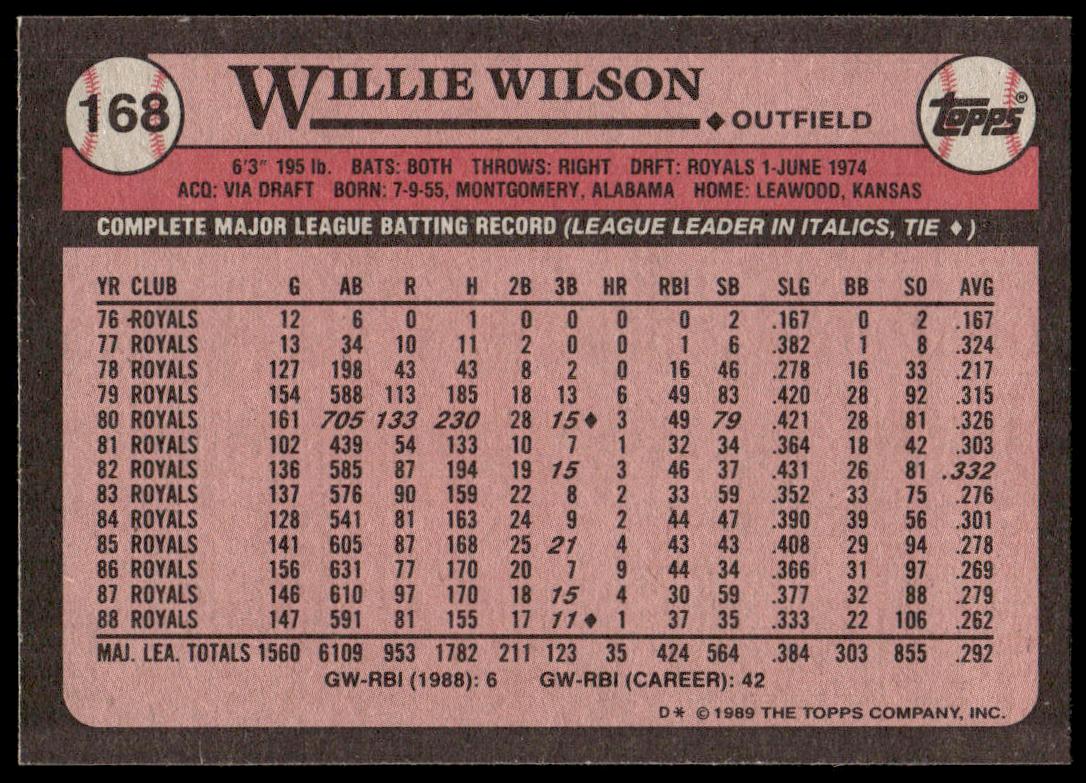 168
WILLIE WILSON
♦ OUTFIELD
TOPPS®
6'3" 195 lb. BATS: BOTH THROWS: RIGHT DRFT: ROYALS 1-JUNE 1974
ACQ: VIA DRAFT BORN: 7-9-55, MONTGOMERY, ALABAMA HOME: LEAWOOD, KANSAS
COMPLETE MAJOR LEAGUE BATTING RECORD (LEAGUE LEADER IN ITALICS, TIE ♦)
YR CLUB G AB R H 2B 3B HR RBI SB SLG BB SO AVG
76 ROYALS 12 6 0 1 0 0 0 0 2 .167 0 2 .167
77 ROYALS 13 34 10 11 2 0 0 1 6 .382 1 8 .324
78 ROYALS 127 198 43 43 8 2 0 16 46 .278 16 33 .217
79 ROYALS 154 588 113 185 18 13 6 49 83 .420 28 92 .315
80 ROYALS 161 705 133 230 28 15♦ 3 49 79 .421 28 81 .326
81 ROYALS 102 439 54 133 10 7 1 32 34 .364 18 42 .303
82 ROYALS 136 585 87 194 19 15 3 46 37 .431 26 81 .332
83 ROYALS 137 576 90 159 22 8 2 33 59 .352 33 75 .276
84 ROYALS 128 541 81 163 24 9 2 44 47 .390 39 56 .301
85 ROYALS 141 605 87 168 25 21 4 43 43 .408 29 94 .278
86 ROYALS 156 631 77 170 20 7 9 44 34 .366 31 97 .269
87 ROYALS 146 610 97 170 18 15 4 30 59 .377 32 88 .279
88 ROYALS 147 591 81 155 17 11♦ 1 37 35 .333 22 106 .262
MAJ. LEA. TOTALS 1560 6109 953 1782 211 123 35 424 564 .384 303 855 .292
GW-RBI (1988): 6 GW-RBI (CAREER): 42
D* © 1989 THE TOPPS COMPANY, INC.